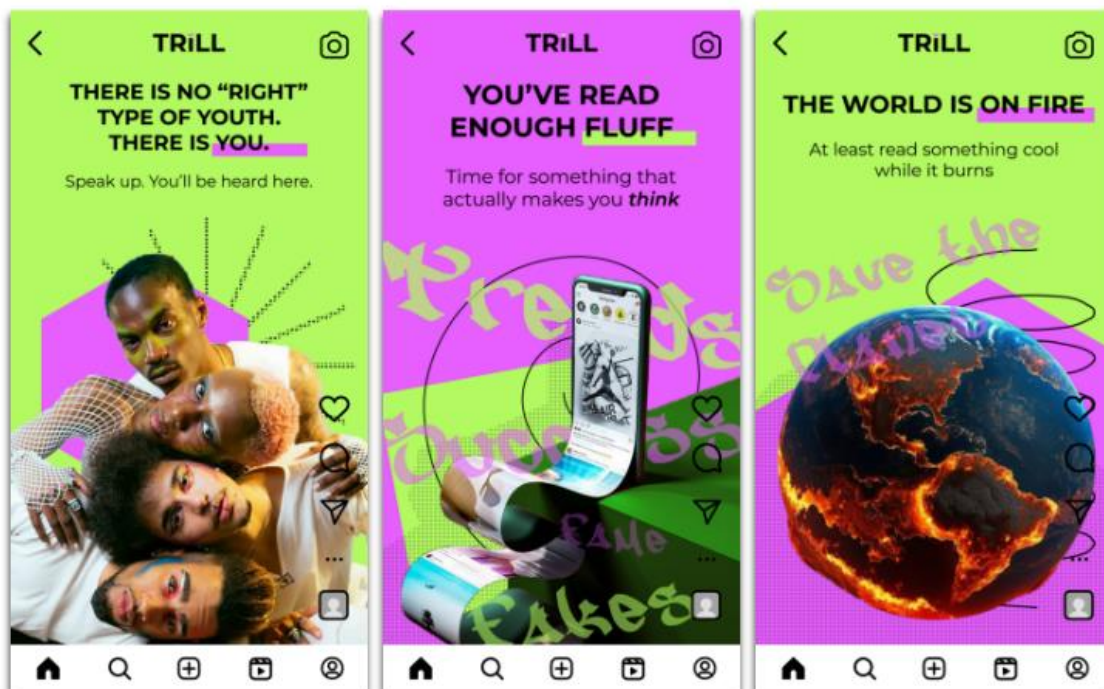 TRiLL
THERE IS NO “RIGHT”
TYPE OF YOUTH.
THERE IS YOU.
Speak up. You’ll be heard here.
TRiLL
YOU’VE READ
ENOUGH FLUFF
Time for something that
actually makes you think
Trends
Success
Fame
Fakes
TRiLL
THE WORLD IS ON FIRE
At least read something cool
while it burns
Save the
Planet